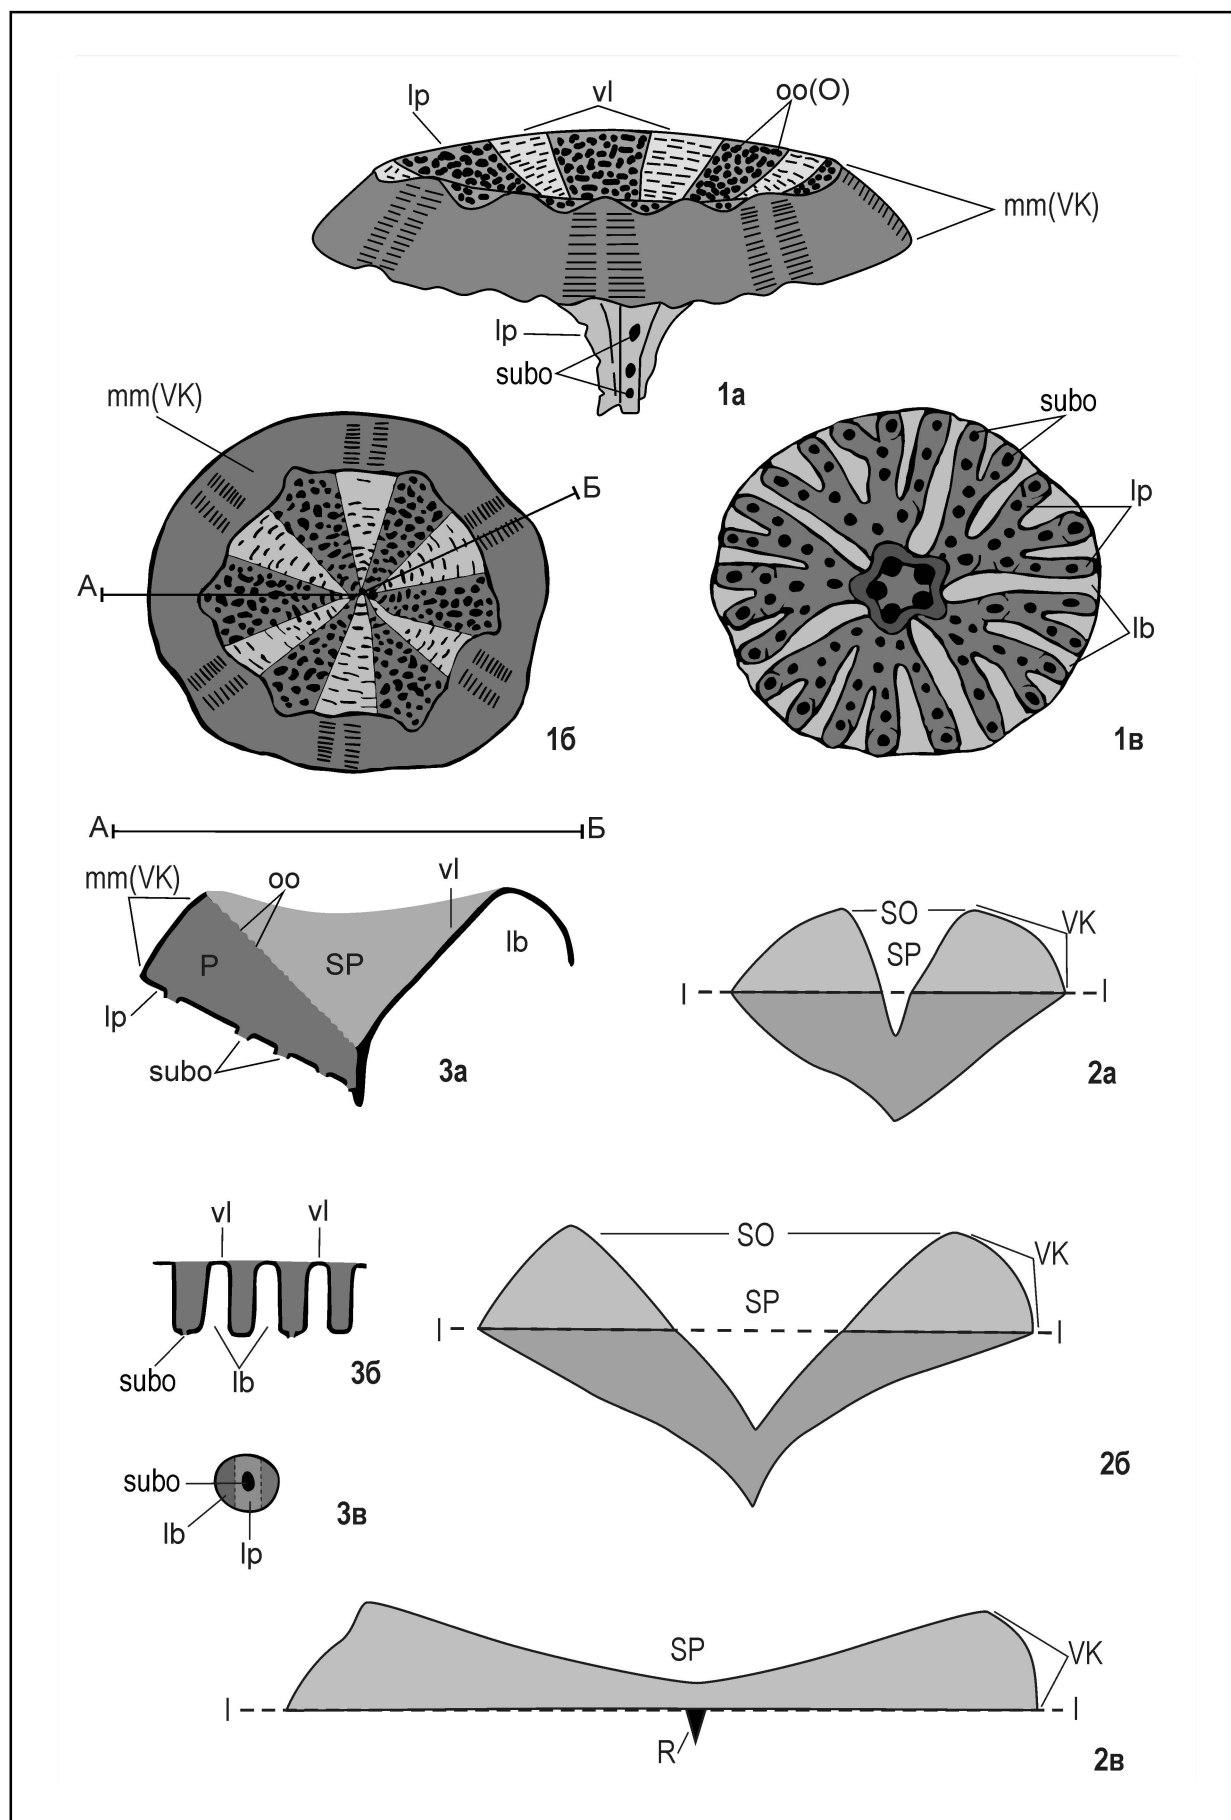 lp vl oo(O)
mm(VK)
lp
subo
1а
mm(VK)
Б
А
1б
subo
lp
lb
1в
А Б
mm(VK) oo vl
lb
P SP
lp
subo
3а
SO
VK
SP
I I
2а
vl vl
subo lb
3б
SO
VK
SP
I I
2б
subo
lb
lp
3в
SP
VK
I I
R
2в